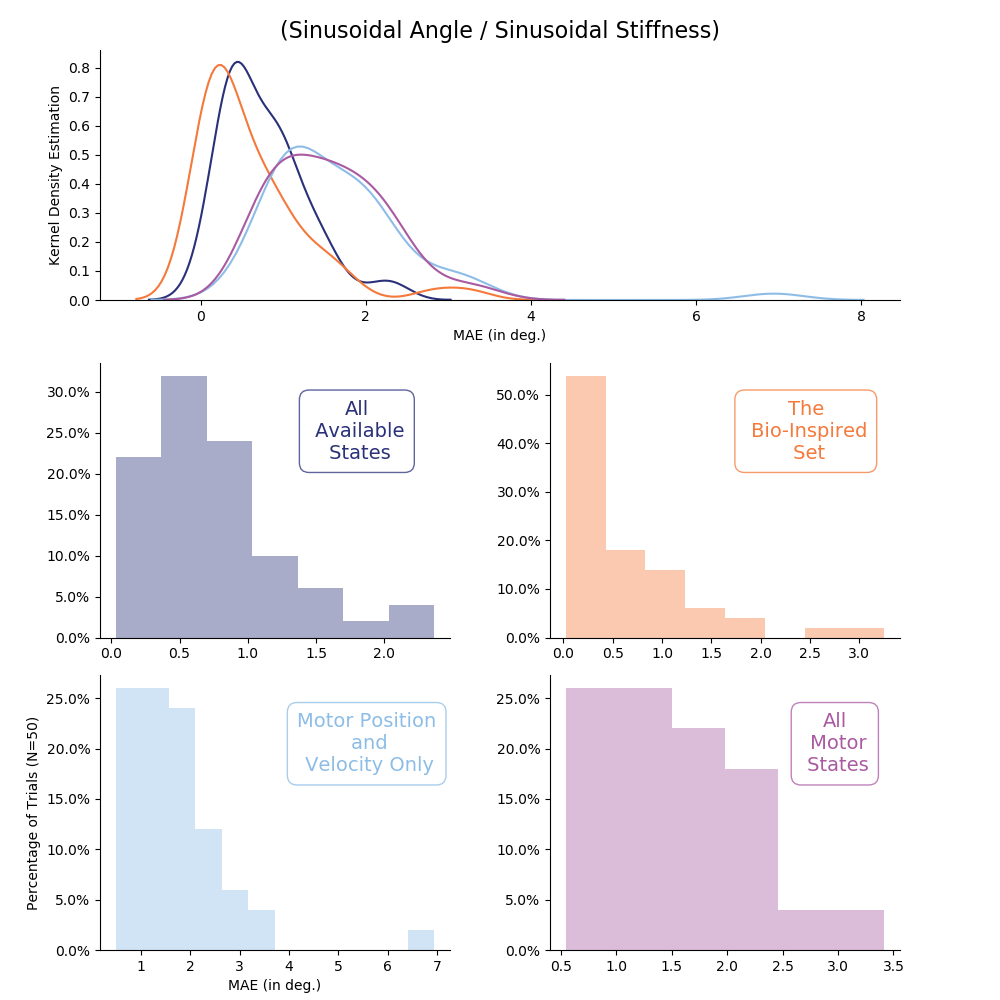 (Sinusoidal Angle / Sinusoidal Stiffness)
Kernel Density Estimation
0.8
0.7
0.6
0.5
0.4
0.3
0.2
0.1
0.0
0 2 4 6 8
MAE (in deg.)
30.0%
25.0%
20.0%
15.0%
10.0%
5.0%
0.0%
All
Available
States
0.0 0.5 1.0 1.5 2.0
50.0%
40.0%
30.0%
20.0%
10.0%
0.0%
The
Bio-Inspired
Set
0.0 0.5 1.0 1.5 2.0 2.5 3.0
Percentage of Trials (N=50)
25.0%
20.0%
15.0%
10.0%
5.0%
0.0%
Motor Position
and
Velocity Only
1 2 3 4 5 6 7
MAE (in deg.)
25.0%
20.0%
15.0%
10.0%
5.0%
0.0%
All
Motor
States
0.5 1.0 1.5 2.0 2.5 3.0 3.5